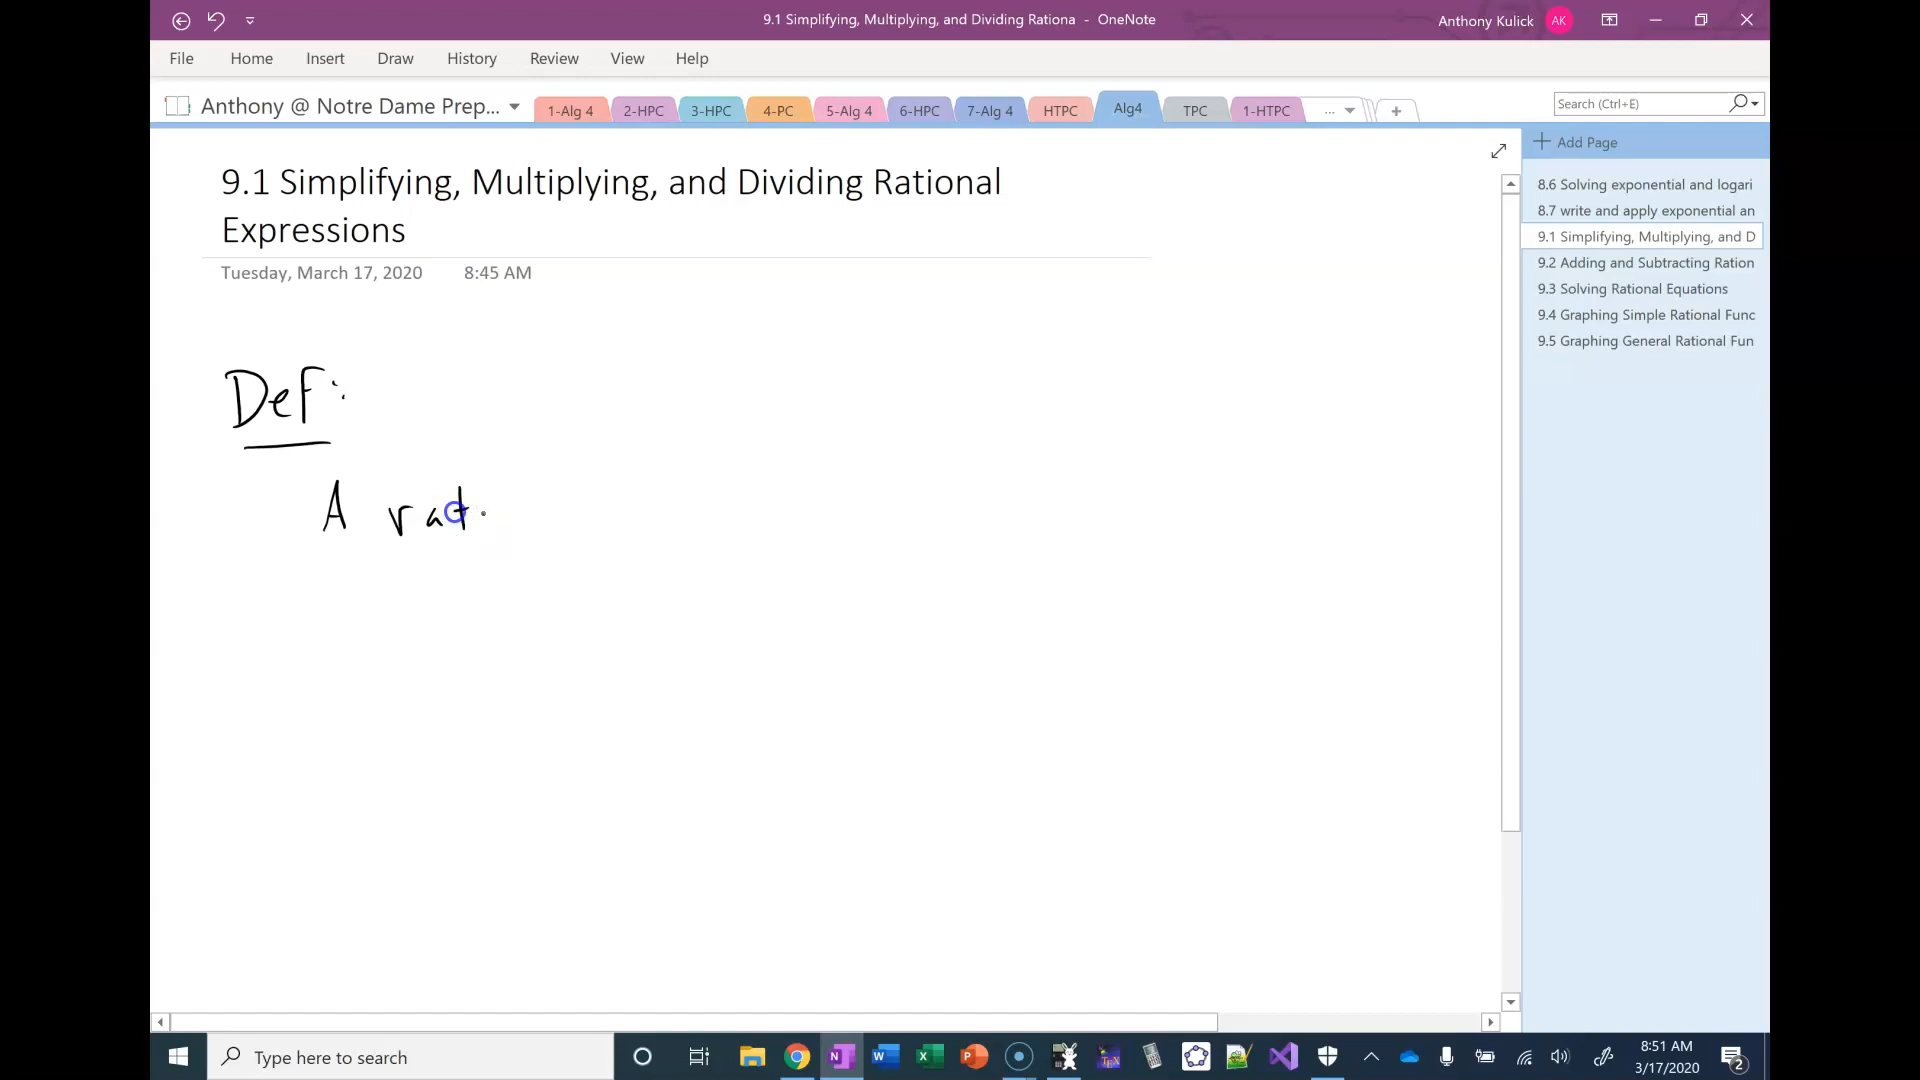 9.1 Simplifying, Multiplying, and Dividing Rationa - OneNote
Anthony Kulick
AK
File Home Insert Draw History Review View Help
Anthony @ Notre Dame Prep...
1-Alg 4 2-HPC 3-HPC 4-PC 5-Alg 4 6-HPC 7-Alg 4 HTPC Alg4 TPC 1-HTPC ...
Search (Ctrl+E)
Add Page
8.6 Solving exponential and logari
8.7 write and apply exponential an
9.1 Simplifying, Multiplying, and D
9.2 Adding and Subtracting Ration
9.3 Solving Rational Equations
9.4 Graphing Simple Rational Func
9.5 Graphing General Rational Fun
9.1 Simplifying, Multiplying, and Dividing Rational
Expressions
Tuesday, March 17, 2020 8:45 AM
Def:
A rat
Type here to search
8:51 AM
3/17/2020
2